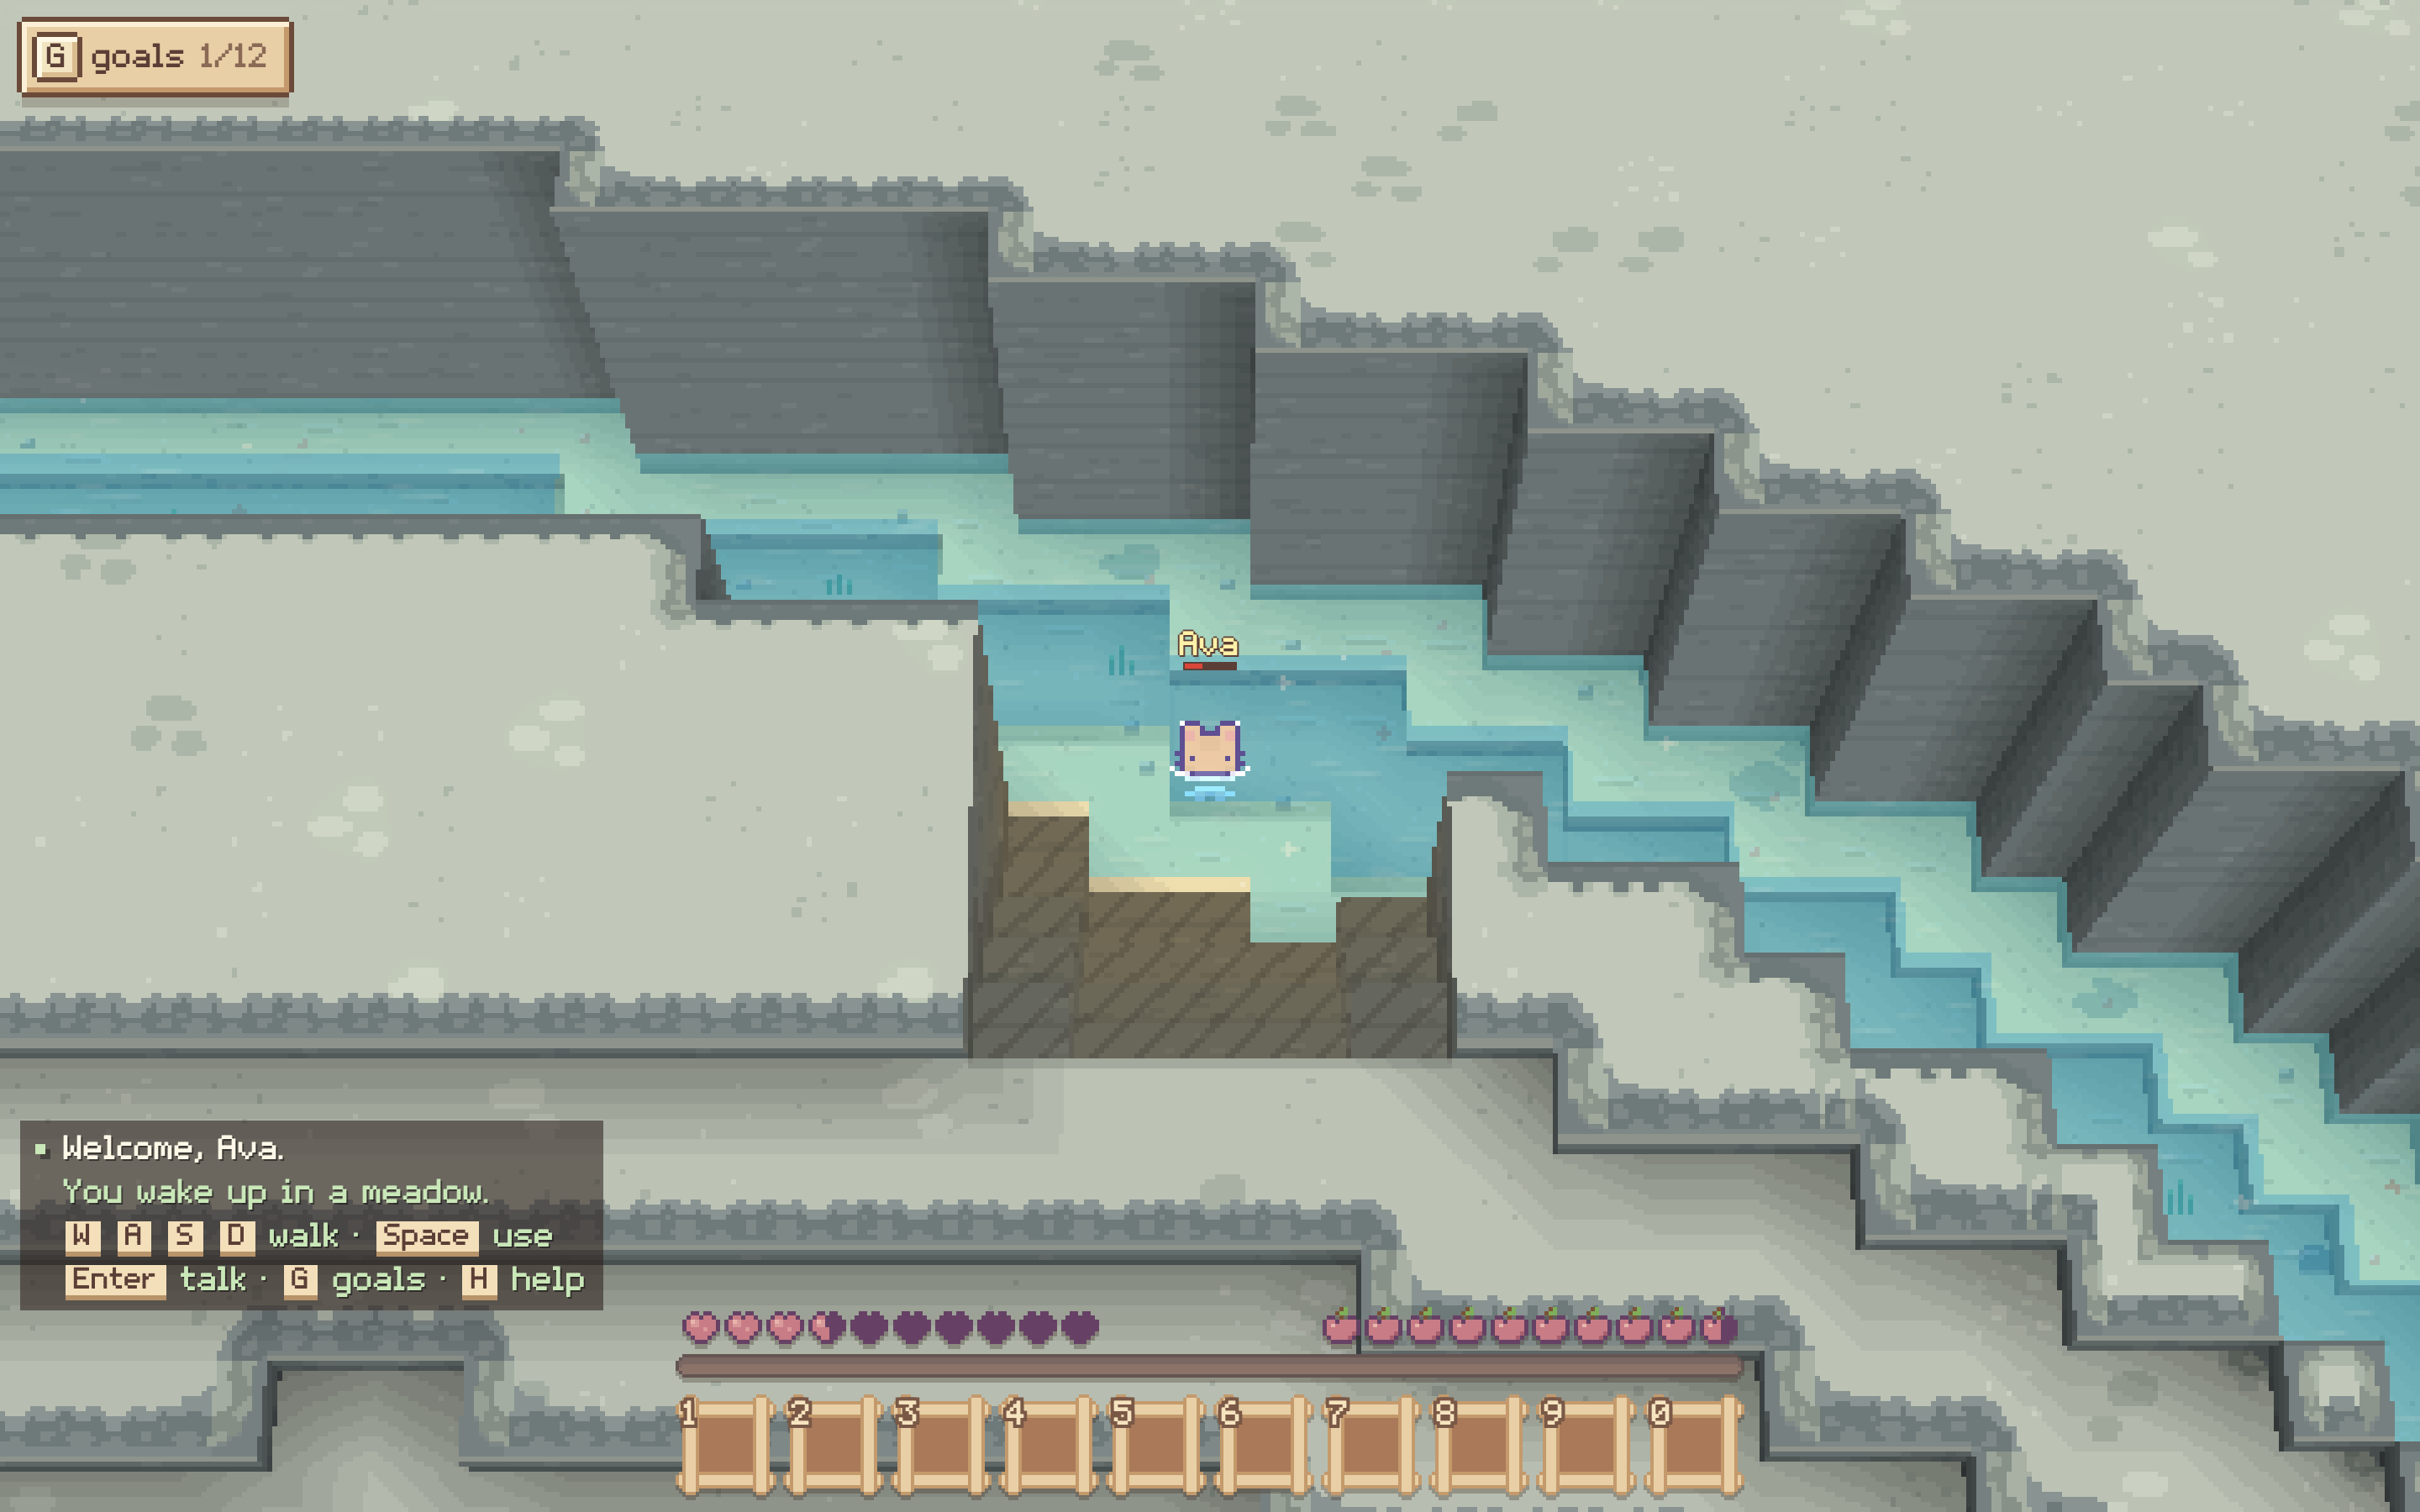 G goals 1/12
Ava
Welcome, Ava.
You wake up in a meadow.
W A S D walk · Space use
Enter talk · G goals · H help
1 2 3 4 5 6 7 8 9 0